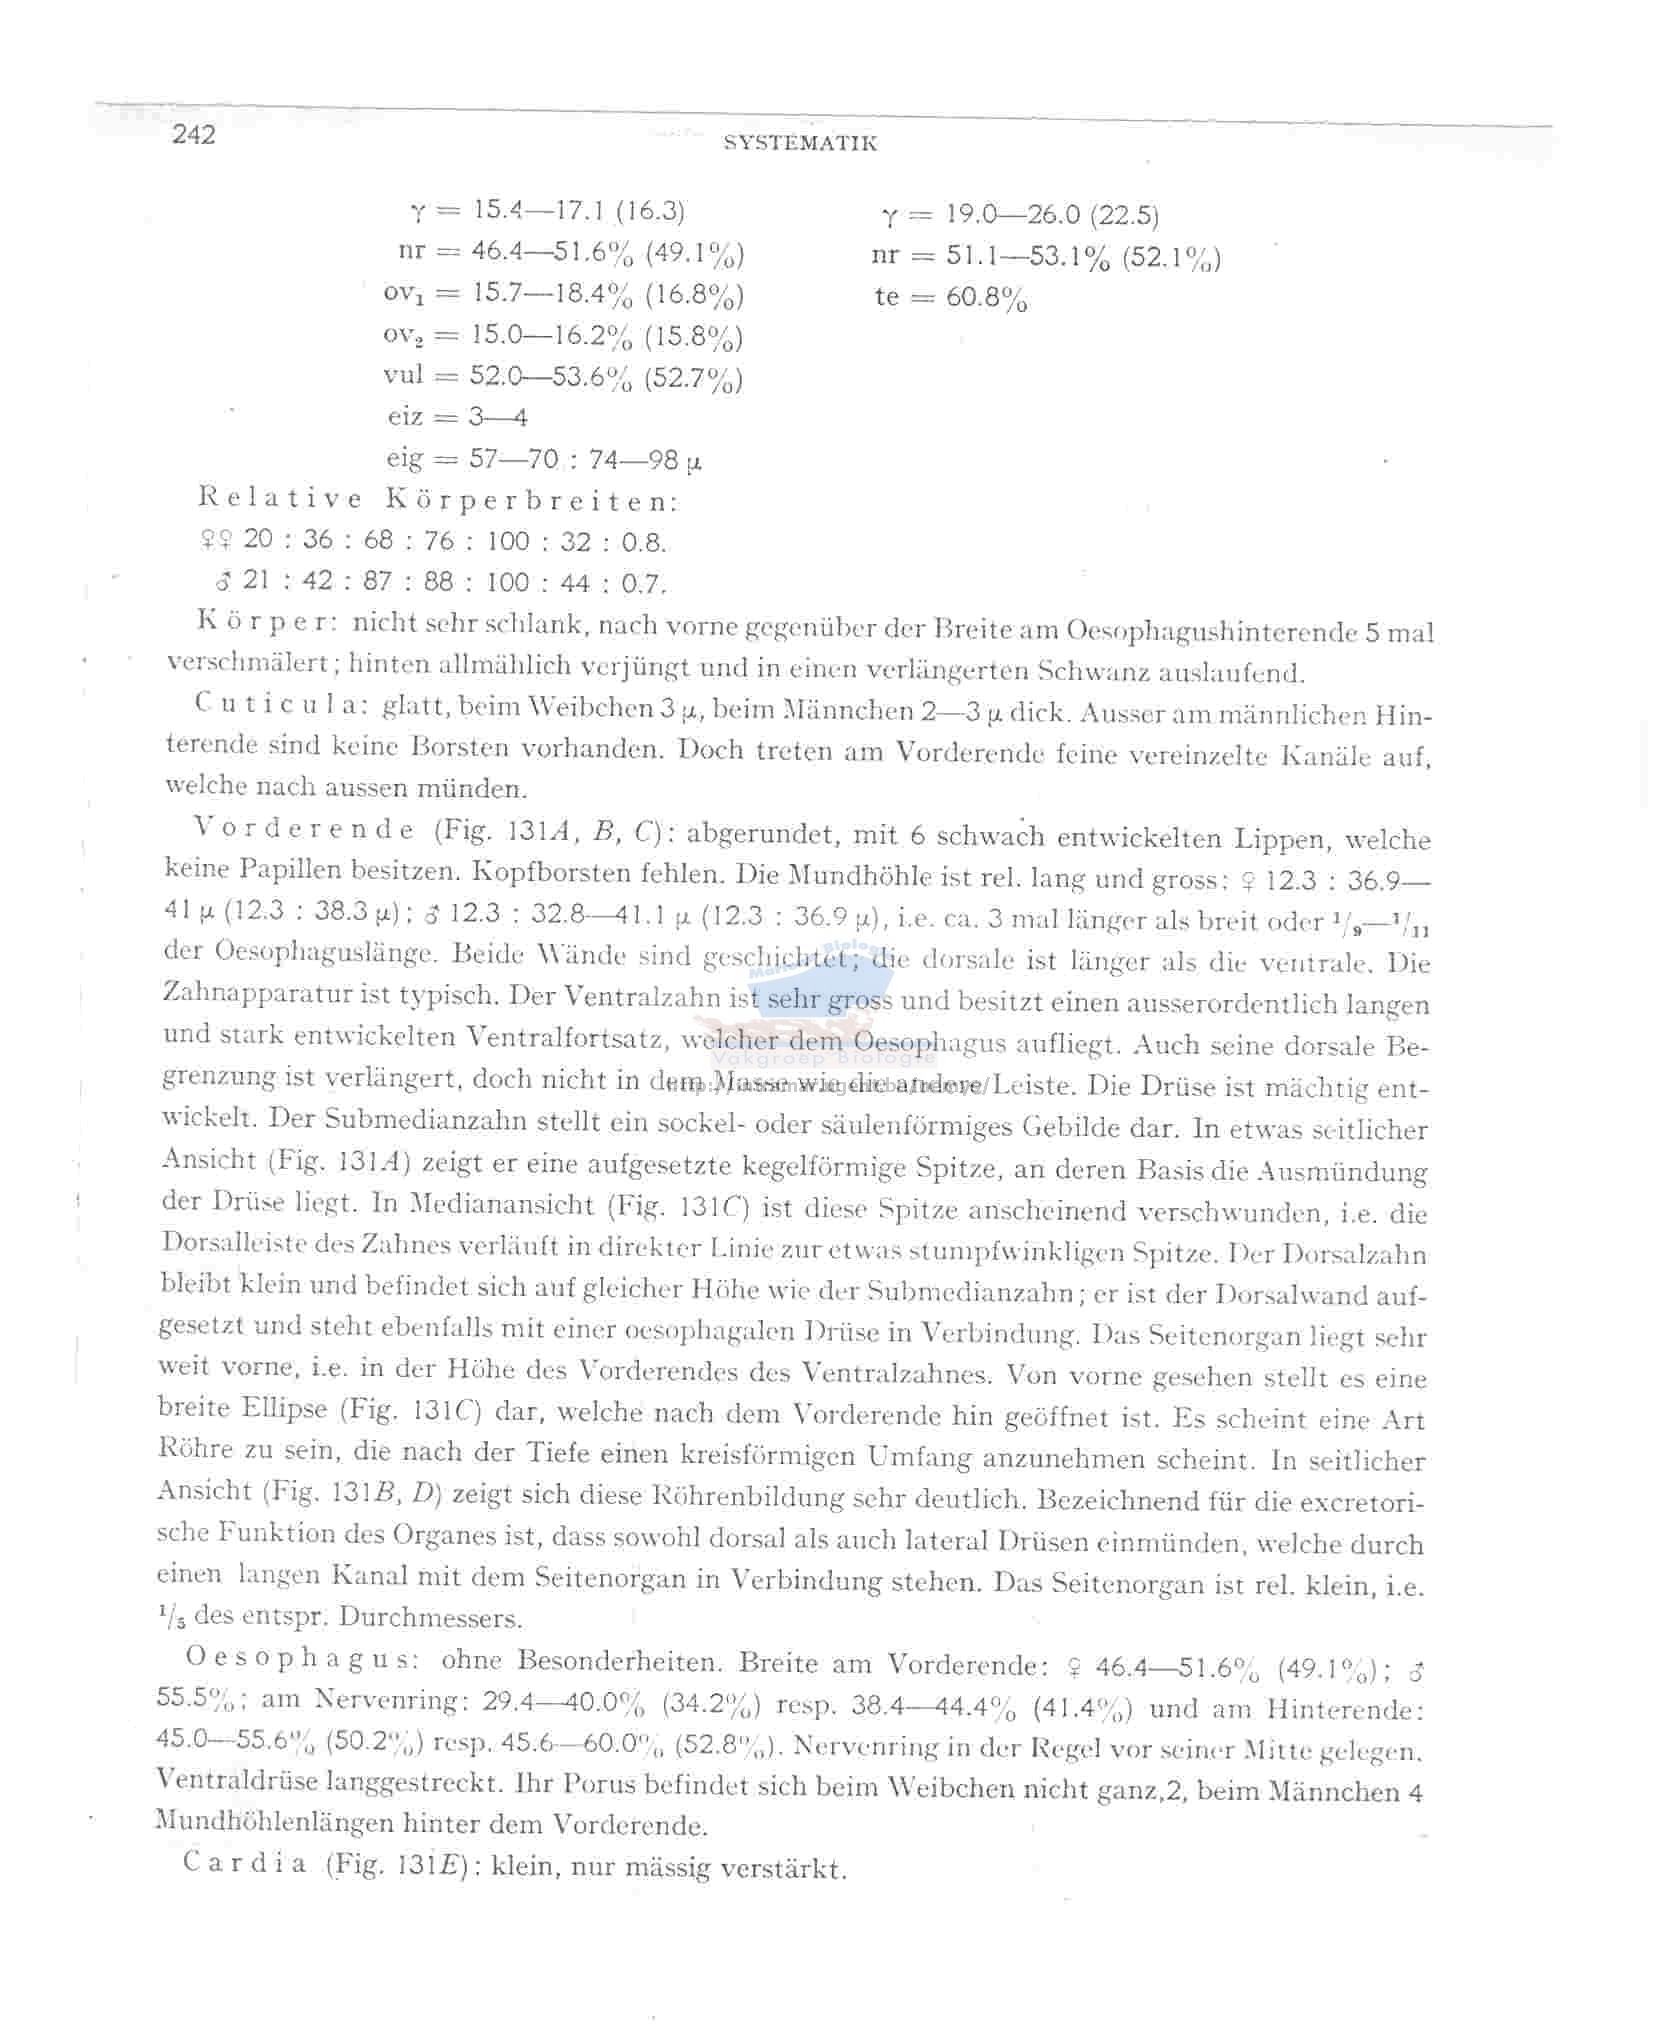 242
SYSTEMATIK
γ = 15.4—17.1 (16.3)
γ = 19.0—26.0 (22.5)
nr = 46.4—51.6% (49.1%)
nr = 51.1—53.1% (52.1%)
ov₁ = 15.7—18.4% (16.8%)
te = 60.8%
ov₂ = 15.0—16.2% (15.8%)
vul = 52.0—53.6% (52.7%)
eiz = 3—4
eig = 57—70 : 74—98 μ
Relative Körperbreiten:
♀♀ 20 : 36 : 68 : 76 : 100 : 32 : 0.8.
♂ 21 : 42 : 87 : 88 : 100 : 44 : 0.7.
Körper: nicht sehr schlank, nach vorne gegenüber der Breite am Oesophagushinterende 5 mal
verschmälert; hinten allmählich verjüngt und in einen verlängerten Schwanz auslaufend.
Cuticula: glatt, beim Weibchen 3 μ, beim Männchen 2—3 μ dick. Ausser am männlichen Hin-
terende sind keine Borsten vorhanden. Doch treten am Vorderende feine vereinzelte Kanäle auf,
welche nach aussen münden.
Vorderende (Fig. 131A, B, C): abgerundet, mit 6 schwach entwickelten Lippen, welche
keine Papillen besitzen. Kopfborsten fehlen. Die Mundhöhle ist rel. lang und gross: ♀ 12.3 : 36.9—
41 μ (12.3 : 38.3 μ); ♂ 12.3 : 32.8—41.1 μ (12.3 : 36.9 μ), i.e. ca. 3 mal länger als breit oder ¹/₉—¹/₁₁
der Oesophaguslänge. Beide Wände sind geschichtet; die dorsale ist länger als die ventrale. Die
Zahnapparatur ist typisch. Der Ventralzahn ist sehr gross und besitzt einen ausserordentlich langen
und stark entwickelten Ventralfortsatz, welcher dem Oesophagus aufliegt. Auch seine dorsale Be-
Vakgroep Biologie
grenzung ist verlängert, doch nicht in dem Masse wie die andere Leiste. Die Drüse ist mächtig ent-
wickelt. Der Submedianzahn stellt ein sockel- oder säulenförmiges Gebilde dar. In etwas seitlicher
Ansicht (Fig. 131A) zeigt er eine aufgesetzte kegelförmige Spitze, an deren Basis die Ausmündung
der Drüse liegt. In Medianansicht (Fig. 131C) ist diese Spitze anscheinend verschwunden, i.e. die
Dorsalleiste des Zahnes verläuft in direkter Linie zur etwas stumpfwinkligen Spitze. Der Dorsalzahn
bleibt klein und befindet sich auf gleicher Höhe wie der Submedianzahn; er ist der Dorsalwand auf-
gesetzt und steht ebenfalls mit einer oesophagalen Drüse in Verbindung. Das Seitenorgan liegt sehr
weit vorne, i.e. in der Höhe des Vorderendes des Ventralzahnes. Von vorne gesehen stellt es eine
breite Ellipse (Fig. 131C) dar, welche nach dem Vorderende hin geöffnet ist. Es scheint eine Art
Röhre zu sein, die nach der Tiefe einen kreisförmigen Umfang anzunehmen scheint. In seitlicher
Ansicht (Fig. 131B, D) zeigt sich diese Röhrenbildung sehr deutlich. Bezeichnend für die excretori-
sche Funktion des Organes ist, dass sowohl dorsal als auch lateral Drüsen einmünden, welche durch
einen langen Kanal mit dem Seitenorgan in Verbindung stehen. Das Seitenorgan ist rel. klein, i.e.
¹/₅ des entspr. Durchmessers.
Oesophagus: ohne Besonderheiten. Breite am Vorderende: ♀ 46.4—51.6% (49.1%); ♂
55.5%; am Nervenring: 29.4—40.0% (34.2%) resp. 38.4—44.4% (41.4%) und am Hinterende:
45.0—55.6% (50.2%) resp. 45.6—60.0% (52.8%). Nervenring in der Regel vor seiner Mitte gelegen.
Ventraldrüse langgestreckt. Ihr Porus befindet sich beim Weibchen nicht ganz,2, beim Männchen 4
Mundhöhlenlängen hinter dem Vorderende.
Cardia (Fig. 131E): klein, nur mässig verstärkt.